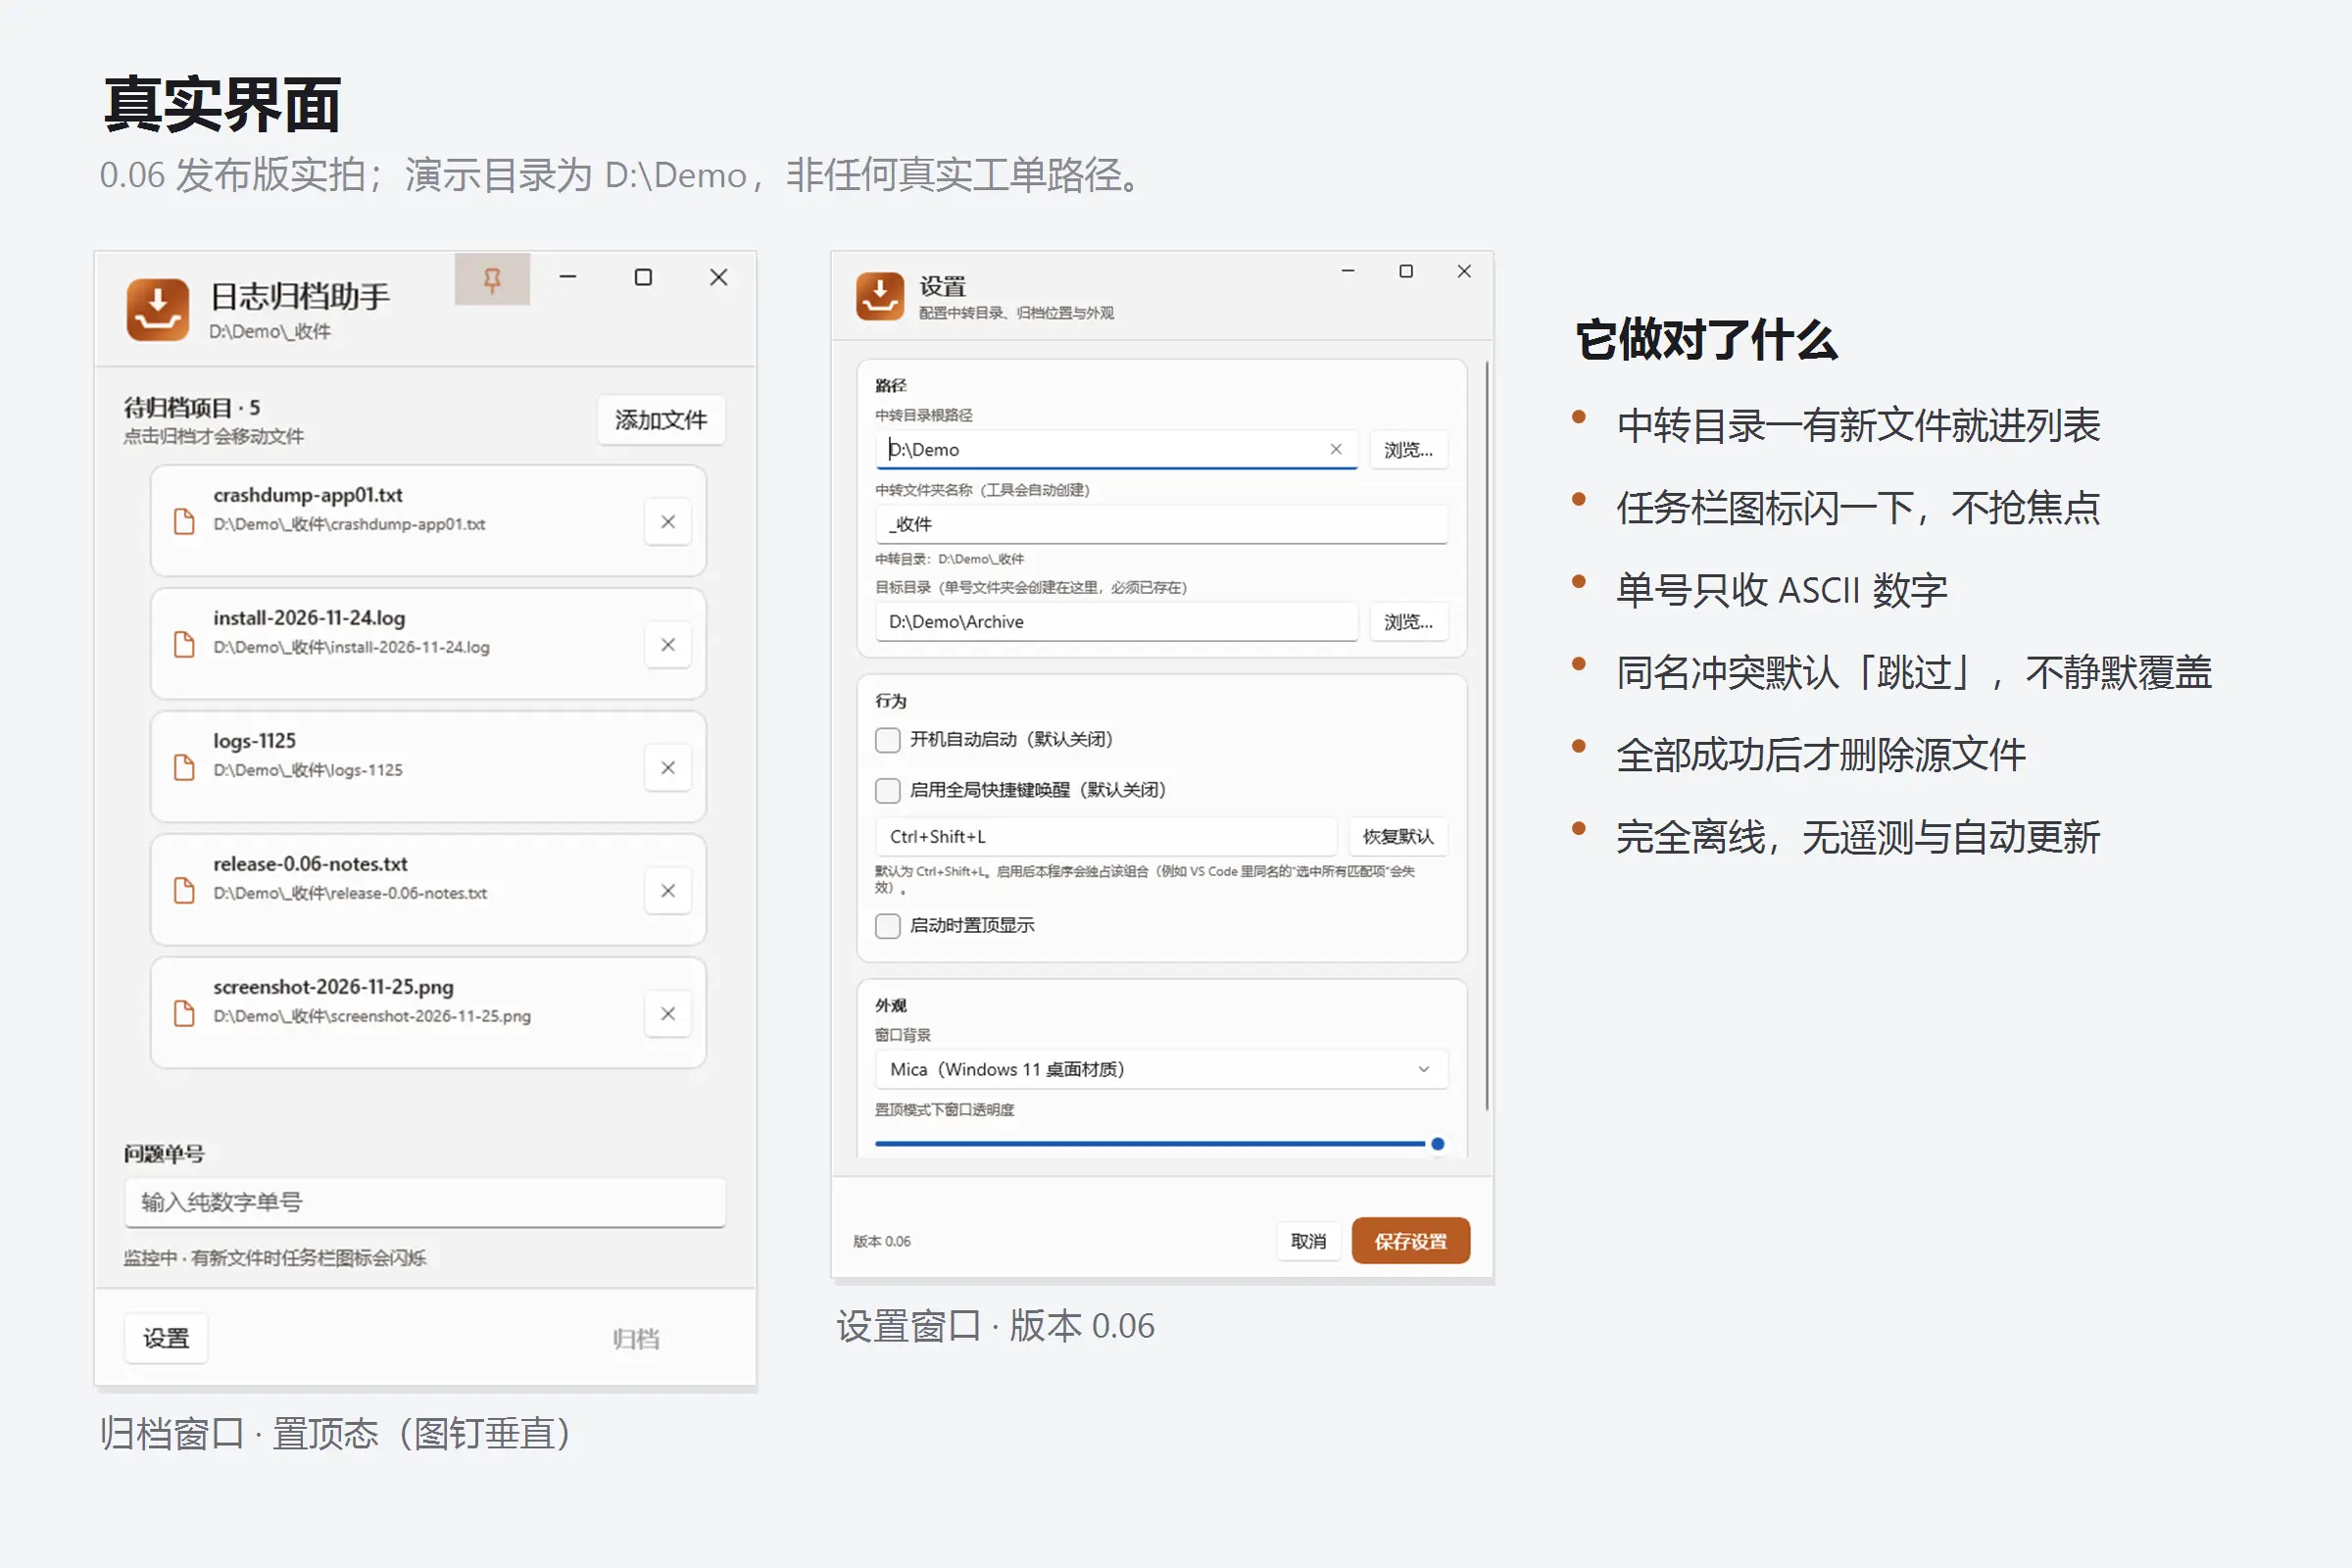 真实界面
0.06 发布版实拍；演示目录为 D:\Demo，非任何真实工单路径。
日志归档助手
D:\Demo\_收件
待归档项目 · 5
点击归档才会移动文件
添加文件
crashdump-app01.txt
D:\Demo\_收件\crashdump-app01.txt
install-2026-11-24.log
D:\Demo\_收件\install-2026-11-24.log
logs-1125
D:\Demo\_收件\logs-1125
release-0.06-notes.txt
D:\Demo\_收件\release-0.06-notes.txt
screenshot-2026-11-25.png
D:\Demo\_收件\screenshot-2026-11-25.png
问题单号
输入纯数字单号
监控中 · 有新文件时任务栏图标会闪烁
设置
归档
归档窗口 · 置顶态（图钉垂直）
设置
配置中转目录、归档位置与外观
路径
中转目录根路径
D:\Demo
浏览...
中转文件夹名称（工具会自动创建）
_收件
中转目录：D:\Demo\_收件
目标目录（单号文件夹会创建在这里，必须已存在）
D:\Demo\Archive
浏览...
行为
开机自动启动（默认关闭）
启用全局快捷键唤醒（默认关闭）
Ctrl+Shift+L
恢复默认
默认为 Ctrl+Shift+L。启用后本程序会独占该组合（例如 VS Code 里同名的“选中所有匹配项”会失
效）。
启动时置顶显示
外观
窗口背景
Mica（Windows 11 桌面材质）
置顶模式下窗口透明度
版本 0.06
取消
保存设置
设置窗口 · 版本 0.06
它做对了什么
中转目录一有新文件就进列表
任务栏图标闪一下，不抢焦点
单号只收 ASCII 数字
同名冲突默认「跳过」，不静默覆盖
全部成功后才删除源文件
完全离线，无遥测与自动更新